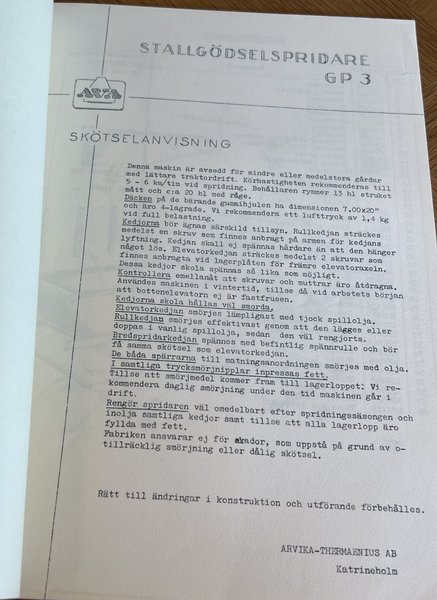 STALLGÖDSELSPRIDARE
GP 3
AVA
SKÖTSELANVISNING
Denna maskin är avsedd för mindre eller medelstora gårdar
med lättare traktordrift. Körhastigheten rekommenderas till
5 - 6 km/tim vid spridning. Behållaren rymmer 13 hl struket
mått och c:a 20 hl med råge.
Däcken på de bärande gummihjulen ha dimensionen 7.00x20"
och äro 4-lagrade. Vi rekommendera ett lufttryck av 1,4 kg
vid full belastning.
Kedjorna bör ägnas särskild tillsyn. Rullkedjan sträckes
medelst en skruv som finnes anbragt på armen för kedjans
lyftning. Kedjan skall ej spännas hårdare än att den hänger
något lös. Elevatorkedjan sträckes medelst 2 skruvar som
finnes anbragta vid lagerplåten för främre elevatoraxeln.
Dessa kedjor skola spännas så lika som möjligt.
Kontrollera emellanåt att skruvar och muttrar äro åtdragna.
Användes maskinen i vintertid, tillse då vid arbetets början
att bottenelevatorn ej är fastfrusen.
Kedjorna skola hållas väl smorda.
Elevatorkedjan smörjes lämpligast med tjock spillolja.
Rullkedjan smörjes effektivast genom att den lägges eller
doppas i vanlig spillolja, sedan den väl rengjorts.
Bredspridarkedjan spännes med befintlig spännrulle och bör
få samma skötsel som elevatorkedjan.
De båda spärrarna till matningsanordningen smörjes med olja.
I samtliga trycksmörjnipplar inpressas fett.
Tillse att smörjmedel kommer fram till lagerloppet: Vi re-
kommendera daglig smörjning under den tid maskinen går i
drift.
Rengör spridaren väl omedelbart efter spridningsäsongen och
inolja samtliga kedjor samt tillse att alla lagerlopp äro
fyllda med fett.
Fabriken ansvarar ej för skador, som uppstå på grund av o-
tillräcklig smörjning eller dålig skötsel.
Rätt till ändringar i konstruktion och utförande förbehålles.
ARVIKA-THERMAENIUS AB
Katrineholm